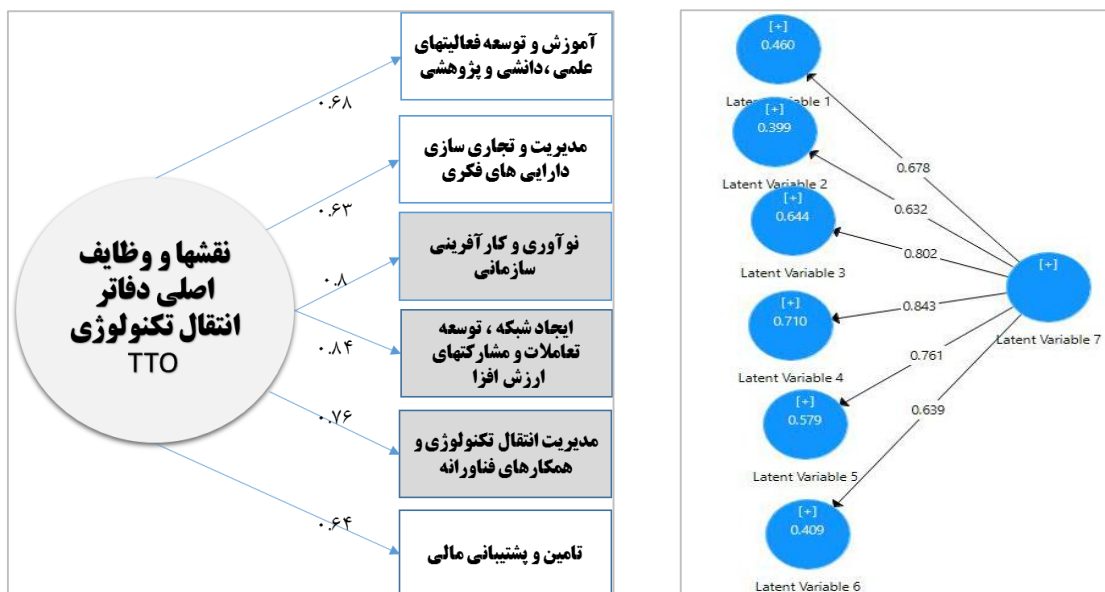 آموزش و توسعه فعالیتهای
علمی ،دانشی و پژوهشی
۰.۶۸
مدیریت و تجاری سازی
دارایی های فکری
۰.۶۳
نوآوری و کارآفرینی
سازمانی
۰.۸
ایجاد شبکه ، توسعه
تعاملات و مشارکتهای
ارزش افزا
۰.۸۴
مدیریت انتقال تکنولوژی و
همکارهای فناورانه
۰.۷۶
تامین و پشتیبانی مالی
۰.۶۴
نقشها و وظایف
اصلی دفاتر
انتقال تکنولوژی
TTO
[+]
0.460
Latent Variable 1
[+]
0.399
Latent Variable 2
[+]
0.644
Latent Variable 3
[+]
0.710
Latent Variable 4
[+]
0.579
Latent Variable 5
[+]
0.409
Latent Variable 6
0.678
0.632
0.802
0.843
0.761
0.639
[+]
Latent Variable 7